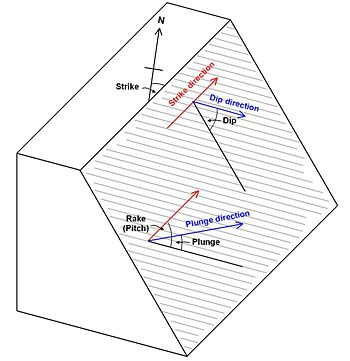 N
Strike
Strike direction
Dip direction
Dip
Rake
(Pitch)
Plunge direction
Plunge